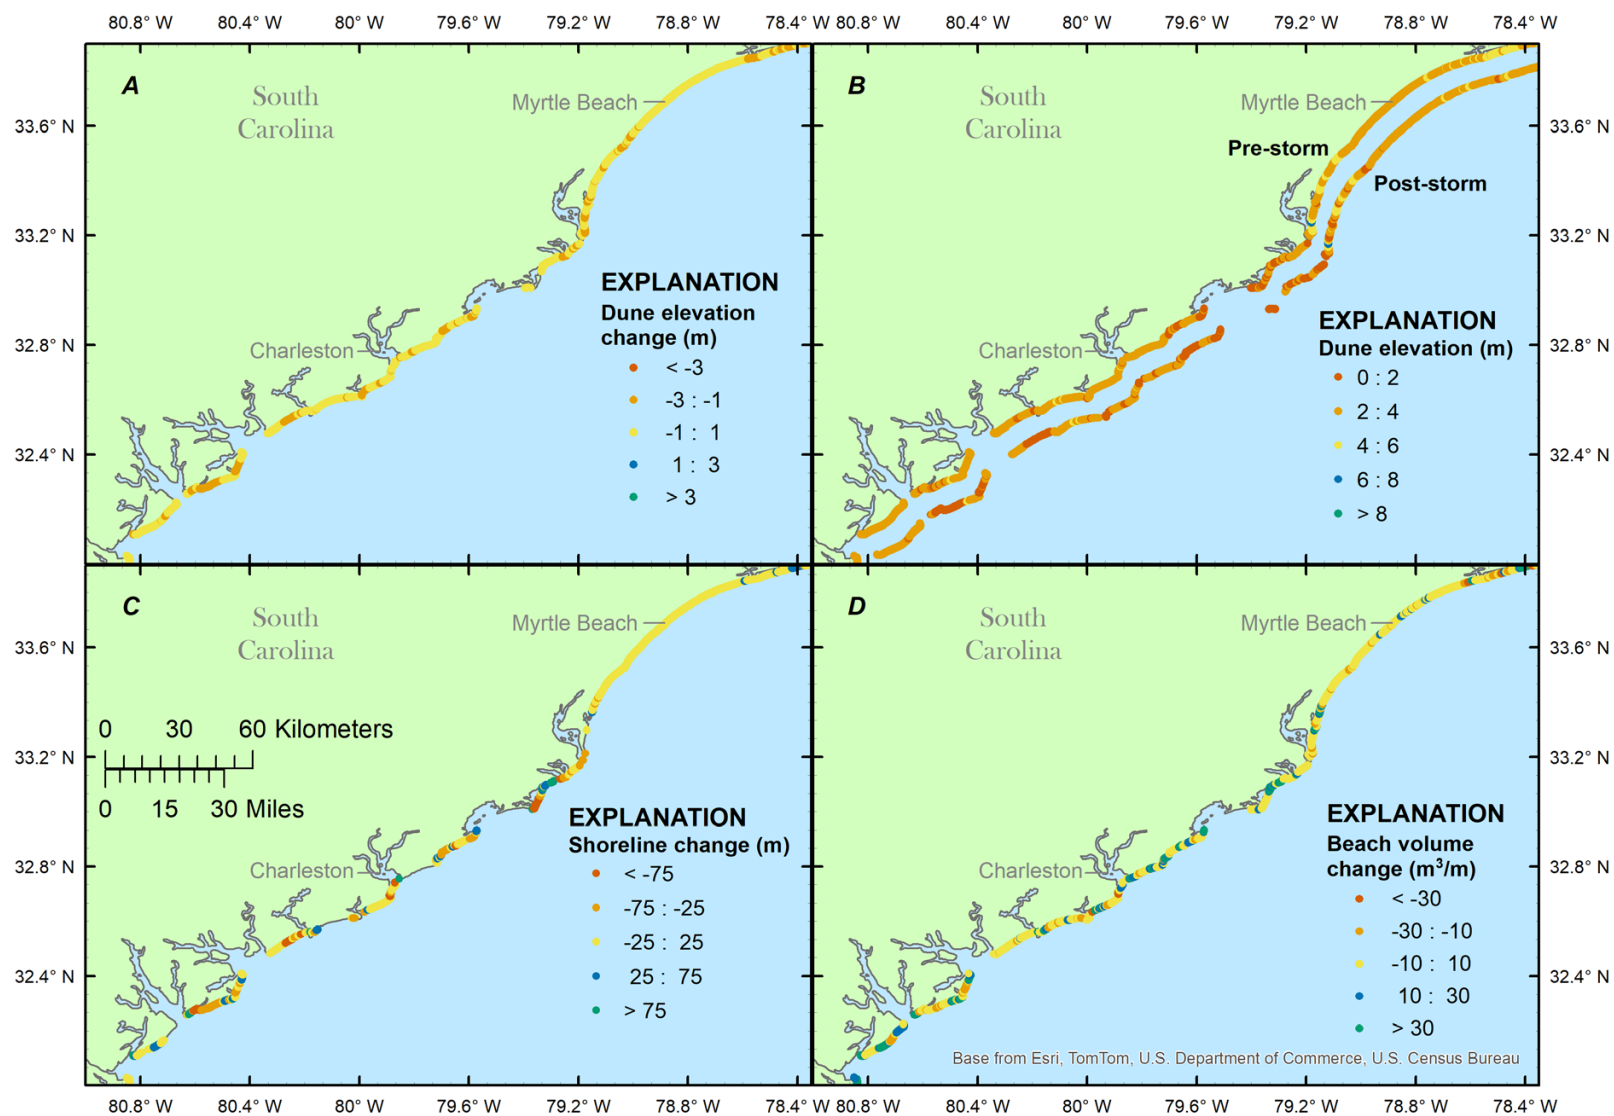 80.8° W 80.4° W 80° W 79.6° W 79.2° W 78.8° W 78.4° W
80.8° W 80.4° W 80° W 79.6° W 79.2° W 78.8° W 78.4° W
A
South
Carolina
Myrtle Beach
33.6° N
33.2° N
32.8° N
32.4° N
Charleston
EXPLANATION
Dune elevation
change (m)
< -3
-3 : -1
-1 : 1
1 : 3
> 3
B
South
Carolina
Myrtle Beach
Pre-storm
Post-storm
Charleston
33.6° N
33.2° N
32.8° N
32.4° N
EXPLANATION
Dune elevation (m)
0 : 2
2 : 4
4 : 6
6 : 8
> 8
C
South
Carolina
Myrtle Beach
33.6° N
33.2° N
32.8° N
32.4° N
0 30 60 Kilometers
0 15 30 Miles
Charleston
EXPLANATION
Shoreline change (m)
< -75
-75 : -25
-25 : 25
25 : 75
> 75
D
South
Carolina
Myrtle Beach
Charleston
33.6° N
33.2° N
32.8° N
32.4° N
EXPLANATION
Beach volume
change (m³/m)
< -30
-30 : -10
-10 : 10
10 : 30
> 30
Base from Esri, TomTom, U.S. Department of Commerce, U.S. Census Bureau
80.8° W 80.4° W 80° W 79.6° W 79.2° W 78.8° W 78.4° W
80.8° W 80.4° W 80° W 79.6° W 79.2° W 78.8° W 78.4° W